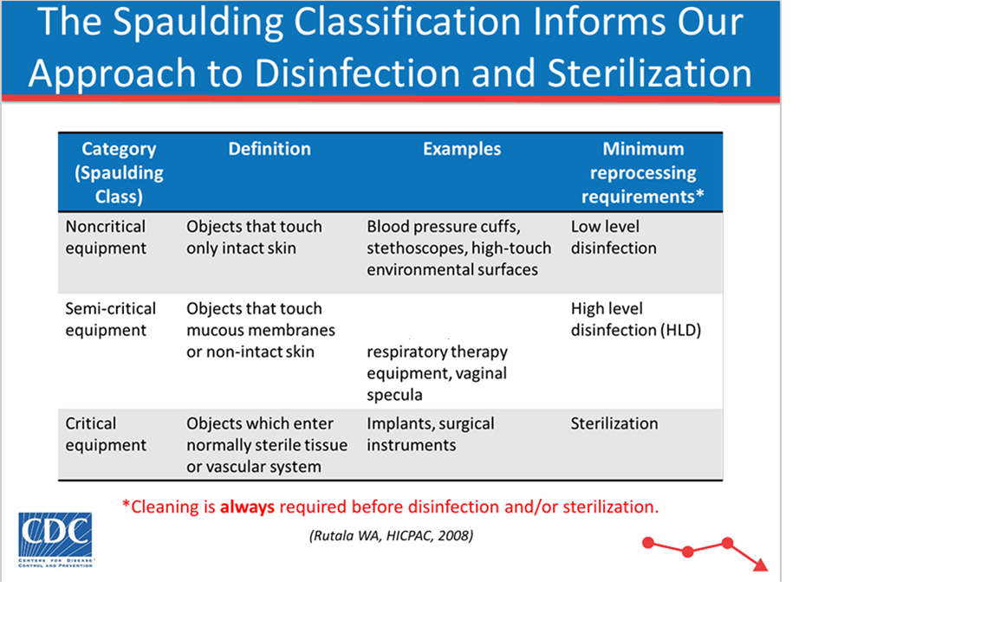 The Spaulding Classification Informs Our
Approach to Disinfection and Sterilization
Category
(Spaulding
Class)
Definition
Examples
Minimum
reprocessing
requirements*
Noncritical
equipment
Objects that touch
only intact skin
Blood pressure cuffs,
stethoscopes, high-touch
environmental surfaces
Low level
disinfection
Semi-critical
equipment
Objects that touch
mucous membranes
or non-intact skin
respiratory therapy
equipment, vaginal
specula
High level
disinfection (HLD)
Critical
equipment
Objects which enter
normally sterile tissue
or vascular system
Implants, surgical
instruments
Sterilization
*Cleaning is always required before disinfection and/or sterilization.
(Rutala WA, HICPAC, 2008)
CDC
CENTERS FOR DISEASE
CONTROL AND PREVENTION